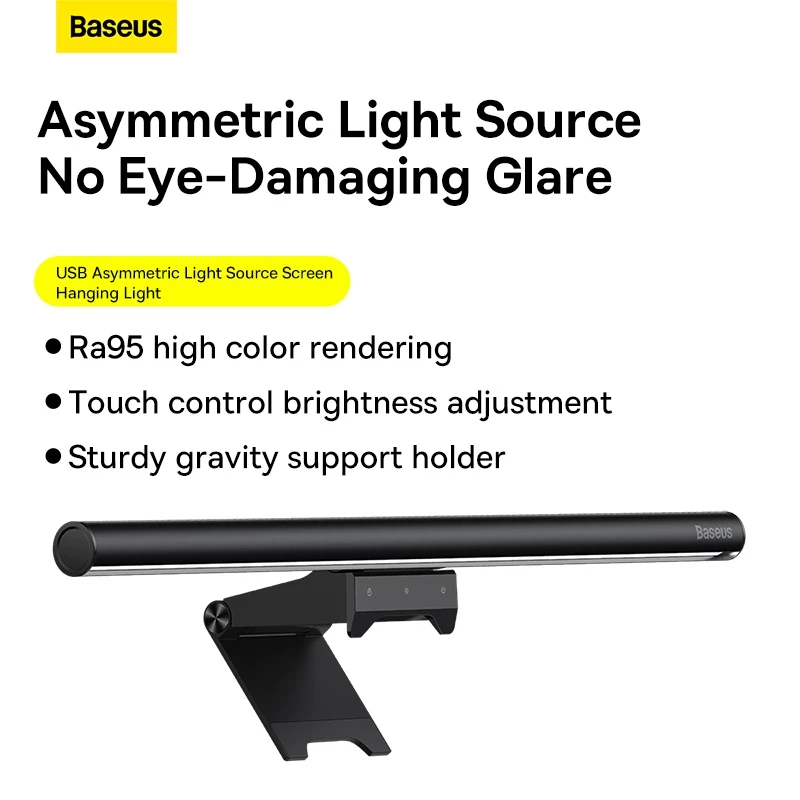 Baseus
Asymmetric Light Source
No Eye-Damaging Glare
USB Asymmetric Light Source Screen
Hanging Light
●Ra95 high color rendering
●Touch control brightness adjustment
●Sturdy gravity support holder
Baseus